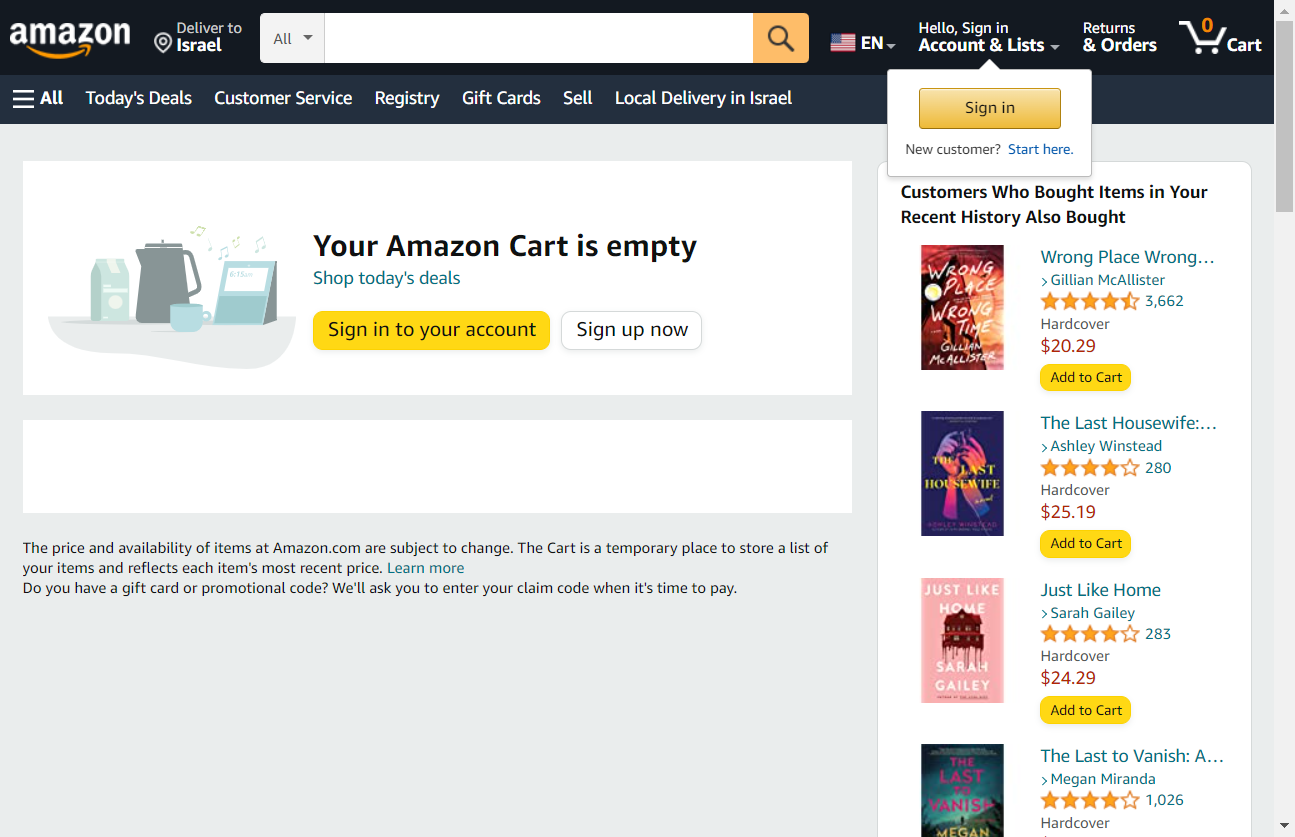 amazon
Deliver to
Israel
All
EN
Hello, Sign in
Account & Lists
Returns
& Orders
0
Cart
All
Today's Deals
Customer Service
Registry
Gift Cards
Sell
Local Delivery in Israel
Sign in
New customer? Start here.
Your Amazon Cart is empty
Shop today's deals
Sign in to your account
Sign up now
The price and availability of items at Amazon.com are subject to change. The Cart is a temporary place to store a list of
your items and reflects each item's most recent price. Learn more
Do you have a gift card or promotional code? We'll ask you to enter your claim code when it's time to pay.
Customers Who Bought Items in Your
Recent History Also Bought
WRONG
PLACE
WRONG
TIME
GILLIAN
McALLISTER
Wrong Place Wrong…
Gillian McAllister
3,662
Hardcover
$20.29
Add to Cart
THE
LAST
HOUSEWIFE
ASHLEY WINSTEAD
The Last Housewife:…
Ashley Winstead
280
Hardcover
$25.19
Add to Cart
JUST LIKE
HOME
SARAH
GAILEY
Just Like Home
Sarah Gailey
283
Hardcover
$24.29
Add to Cart
THE
LAST
TO
VANISH
MEGAN
The Last to Vanish: A…
Megan Miranda
1,026
Hardcover